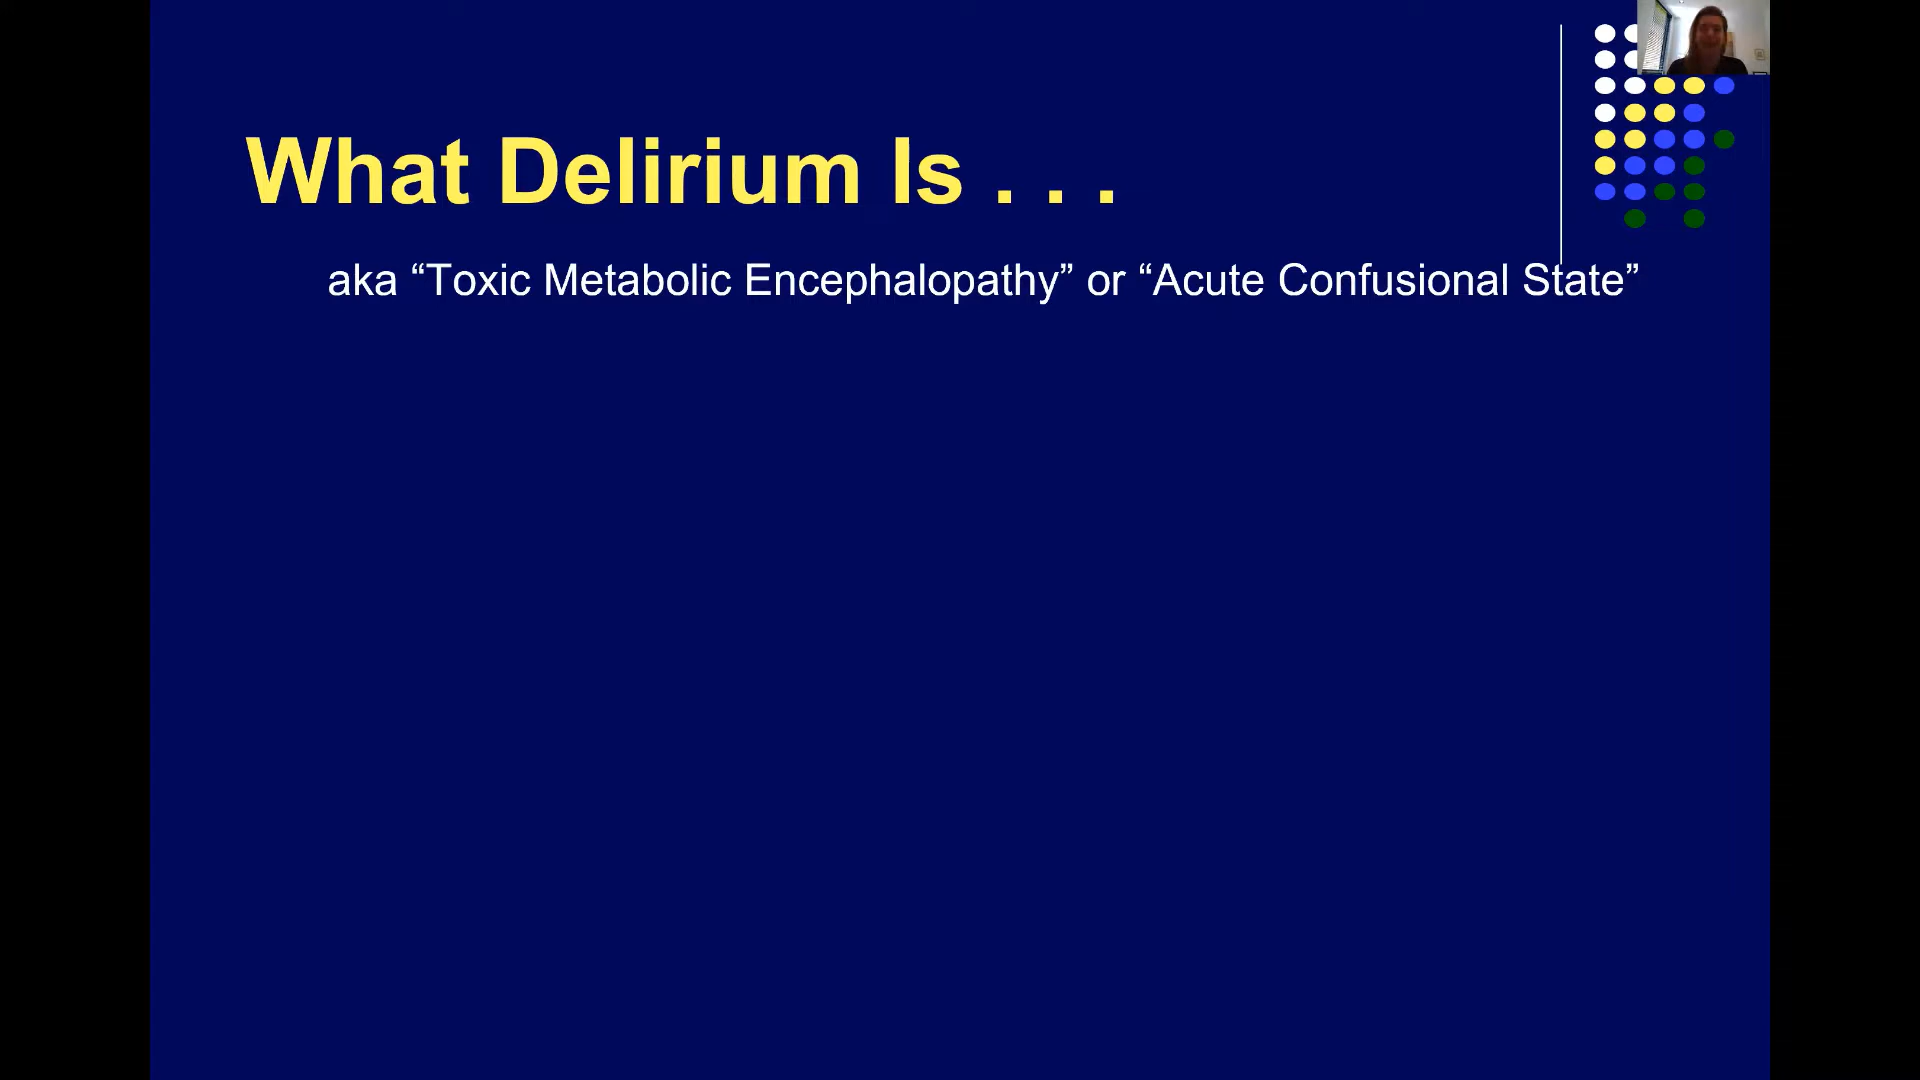 What Delirium Is . . .
aka “Toxic Metabolic Encephalopathy” or “Acute Confusional State”